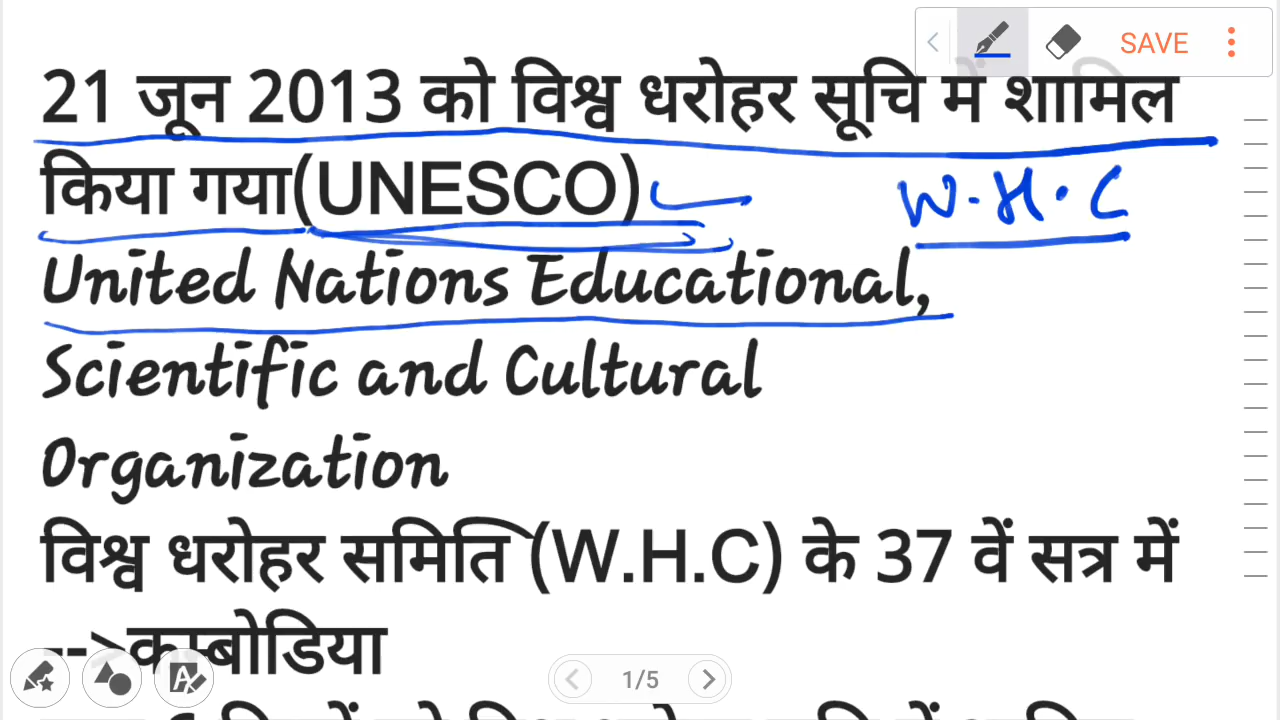 SAVE
21 जून 2013 को विश्व धरोहर सूचि में शामिल
किया गया(UNESCO)
W.H.C
United Nations Educational,
Scientific and Cultural
Organization
विश्व धरोहर समिति (W.H.C) के 37 वें सत्र में
-->कम्बोडिया
1/5